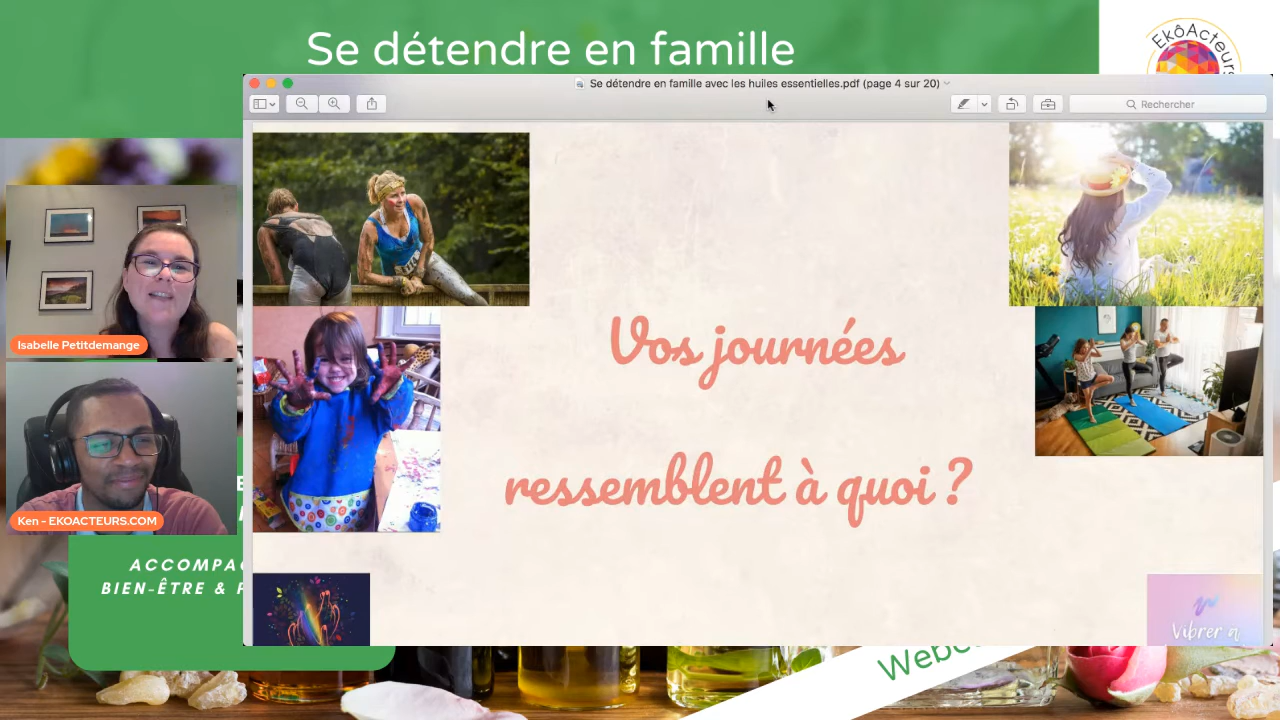 Se détendre en famille
EkôActeurs
Se détendre en famille avec les huiles essentielles.pdf (page 4 sur 20)
Rechercher
Vos journées
ressemblent à quoi ?
Isabelle Petitdemange
Ken - EKOACTEURS.COM
BIEN-ÊTRE &
Vibrer a